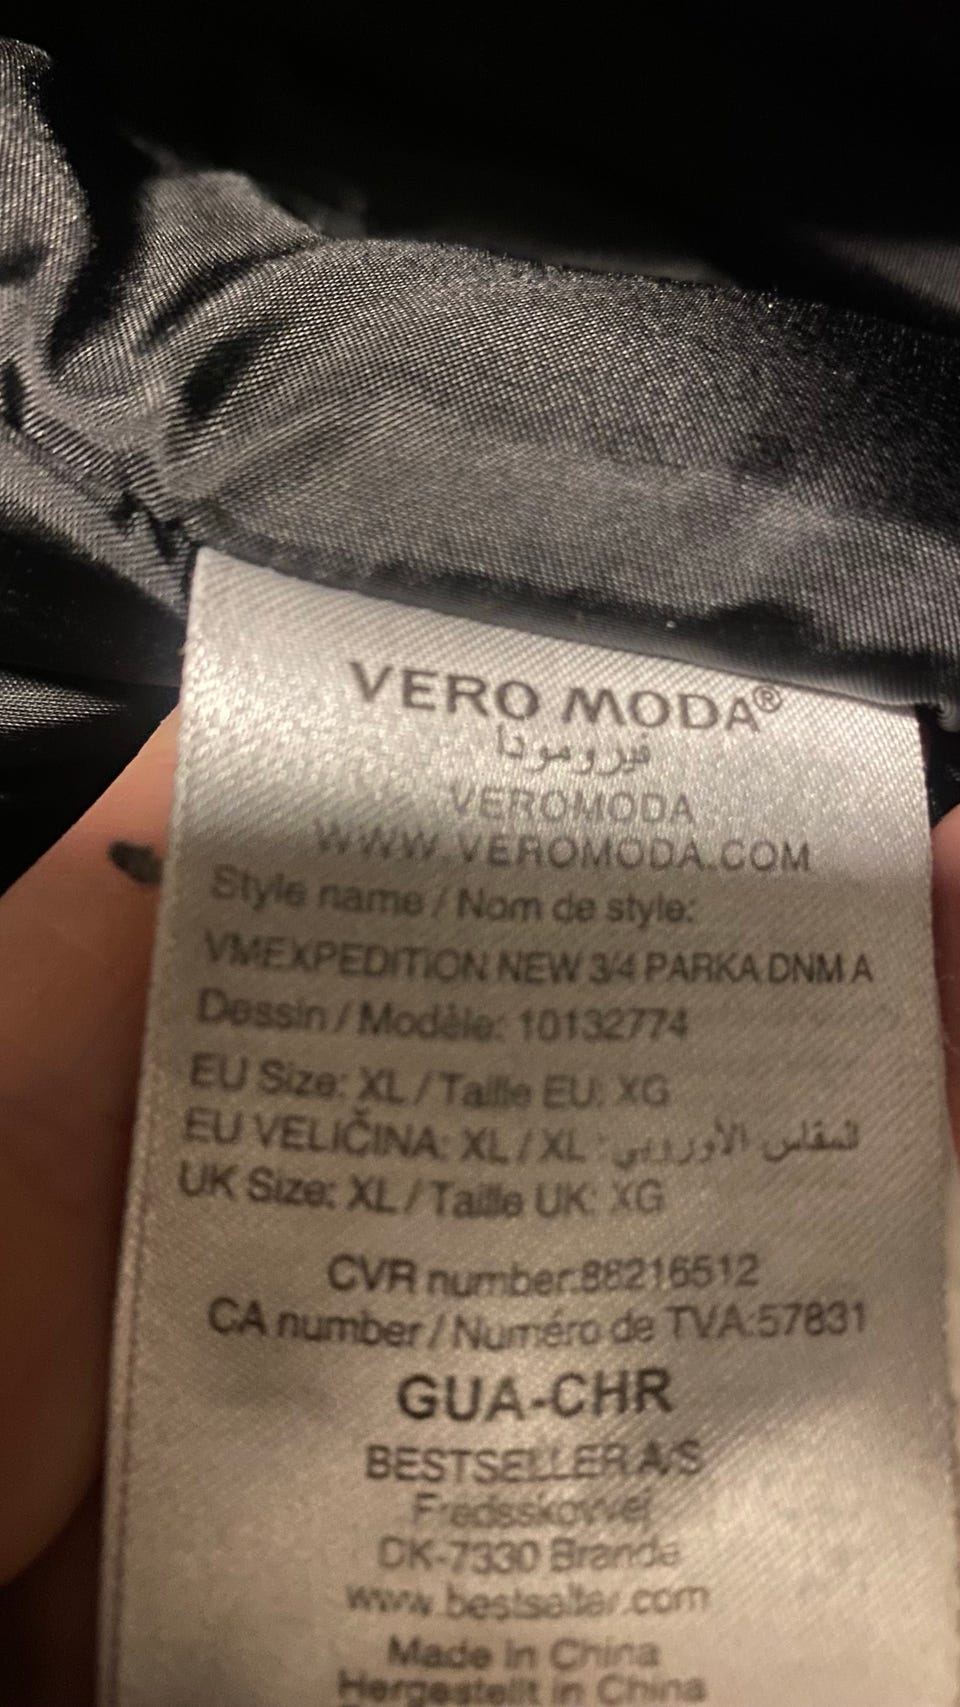 VERO MODA®
فيرومودا
VEROMODA
WWW.VEROMODA.COM
Style name / Nom de style:
VMEXPEDITION NEW 3/4 PARKA DNM A
Dessin / Modèle: 10132774
EU Size: XL / Taille EU: XG
EU VELIČINA: XL / XL :المقاس الأوروبي
UK Size: XL / Taille UK: XG
CVR number:88216512
CA number / Numéro de TVA:57831
GUA-CHR
BESTSELLER A/S
Fredsskovvej
DK-7330 Brande
www.bestseller.com
Made in China
Hergestellt in China